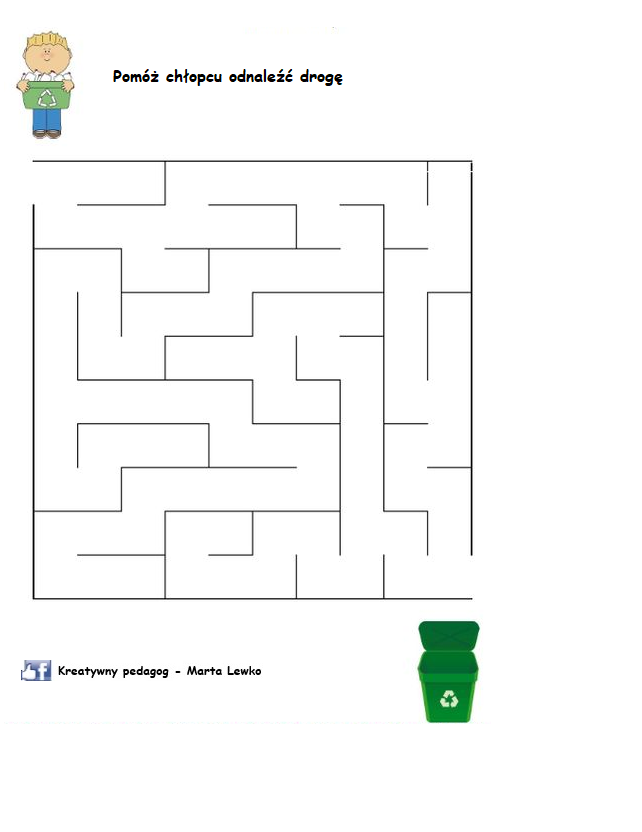 Pomóż chłopcu odnaleźć drogę
Kreatywny pedagog - Marta Lewko